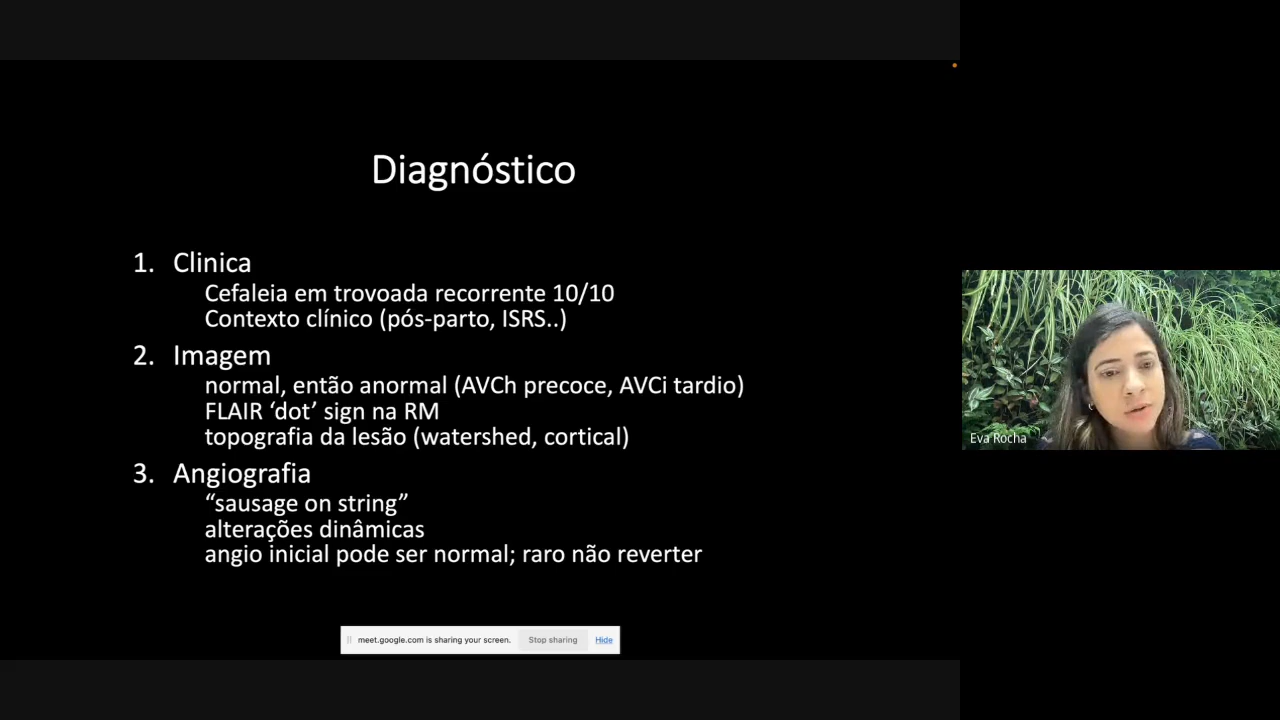 Diagnóstico
1. Clinica
Cefaleia em trovoada recorrente 10/10
Contexto clínico (pós-parto, ISRS..)
2. Imagem
normal, então anormal (AVCh precoce, AVCi tardio)
FLAIR ‘dot’ sign na RM
topografia da lesão (watershed, cortical)
3. Angiografia
“sausage on string”
alterações dinâmicas
angio inicial pode ser normal; raro não reverter
Eva Rocha
meet.google.com is sharing your screen. Stop sharing Hide